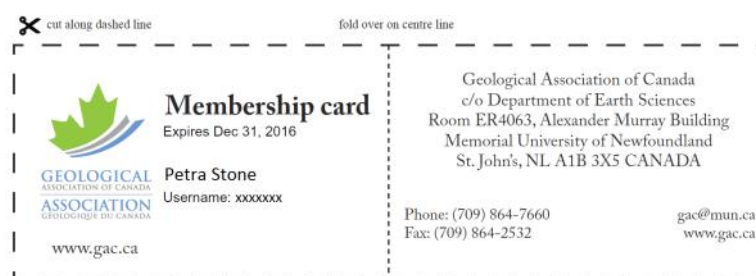 cut along dashed line
fold over on centre line
Membership card
Expires Dec 31, 2016
GEOLOGICAL
ASSOCIATION OF CANADA
ASSOCIATION
GÉOLOGIQUE DU CANADA
Petra Stone
Username: xxxxxxx
www.gac.ca
Geological Association of Canada
c/o Department of Earth Sciences
Room ER4063, Alexander Murray Building
Memorial University of Newfoundland
St. John's, NL A1B 3X5 CANADA
Phone: (709) 864-7660
Fax: (709) 864-2532
gac@mun.ca
www.gac.ca